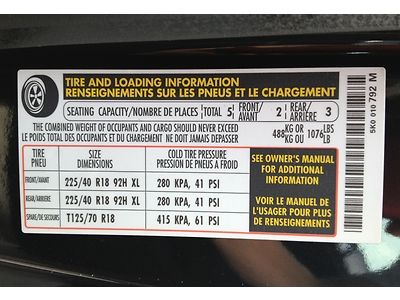 TIRE AND LOADING INFORMATION
RENSEIGNEMENTS SUR LES PNEUS ET LE CHARGEMENT
SEATING CAPACITY/NOMBRE DE PLACES TOTAL 5 FRONT/AVANT 2 REAR/ARRIÈRE 3
THE COMBINED WEIGHT OF OCCUPANTS AND CARGO SHOULD NEVER EXCEED
LE POIDS TOTAL DES OCCUPANTS ET DU CHARGEMENT NE DOIT JAMAIS DEPASSER
488 KG OR KG OU 1076 LBS LB
TIRE PNEU SIZE DIMENSIONS COLD TIRE PRESSURE PRESSION DE PNEUS A FROID
FRONT/AVANT 225/40 R18 92H XL 280 KPA, 41 PSI
REAR/ARRIERE 225/40 R18 92H XL 280 KPA, 41 PSI
SPARE/DE SECOURS T125/70 R18 415 KPA, 61 PSI
SEE OWNER'S MANUAL
FOR ADDITIONAL
INFORMATION
VOIR LE MANUEL DE
L'USAGER POUR PLUS
DE RENSEIGNEMENTS
5K0 010 792 M